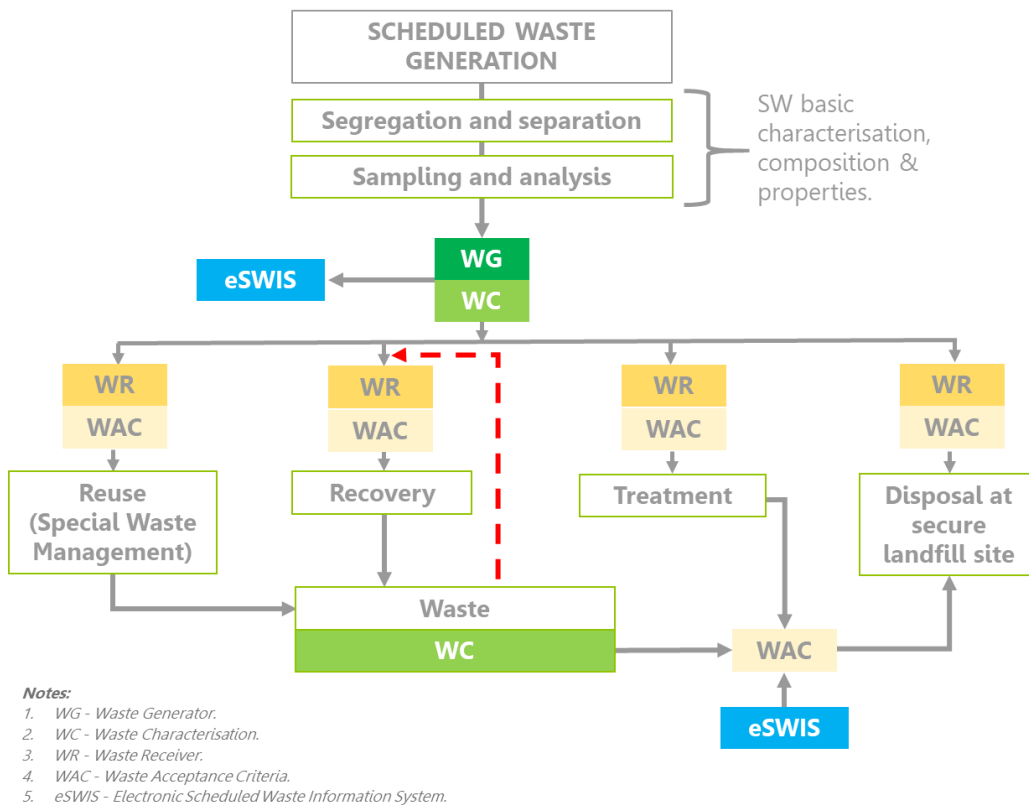 SCHEDULED WASTE
GENERATION
Segregation and separation
Sampling and analysis
SW basic
characterisation,
composition &
properties.
WG
WC
eSWIS
WR
WAC
WR
WAC
WR
WAC
WR
WAC
Reuse
(Special Waste
Management)
Recovery
Treatment
Disposal at
secure
landfill site
Waste
WC
WAC
eSWIS
Notes:
1. WG - Waste Generator.
2. WC - Waste Characterisation.
3. WR - Waste Receiver.
4. WAC - Waste Acceptance Criteria.
5. eSWIS - Electronic Scheduled Waste Information System.